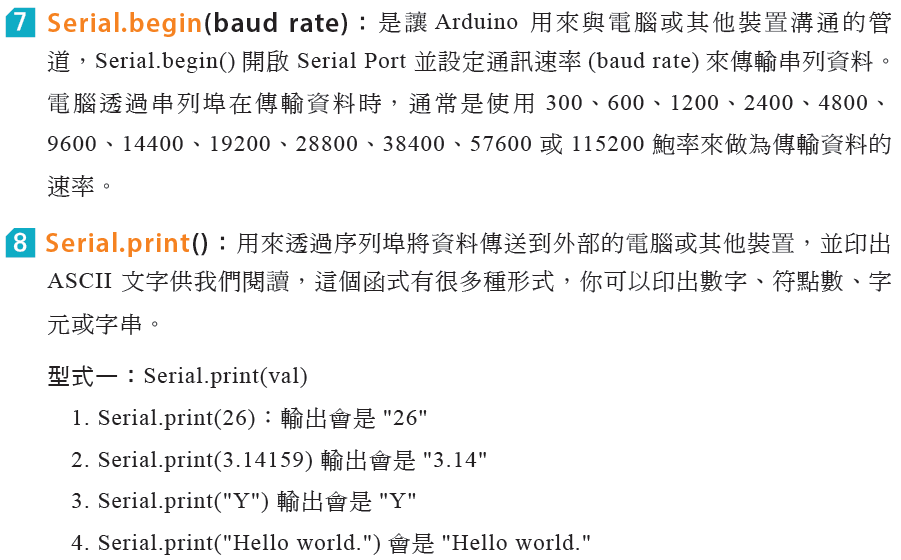 7 Serial.begin(baud rate)：是讓 Arduino 用來與電腦或其他裝置溝通的管
道，Serial.begin() 開啟 Serial Port 並設定通訊速率 (baud rate) 來傳輸串列資料。
電腦透過串列埠在傳輸資料時，通常是使用 300、600、1200、2400、4800、
9600、14400、19200、28800、38400、57600 或 115200 鮑率來做為傳輸資料的
速率。
8 Serial.print()：用來透過序列埠將資料傳送到外部的電腦或其他裝置，並印出
ASCII 文字供我們閱讀，這個函式有很多種形式，你可以印出數字、符點數、字
元或字串。
型式一：Serial.print(val)
1. Serial.print(26)：輸出會是 "26"
2. Serial.print(3.14159) 輸出會是 "3.14"
3. Serial.print("Y") 輸出會是 "Y"
4. Serial.print("Hello world.") 會是 "Hello world."